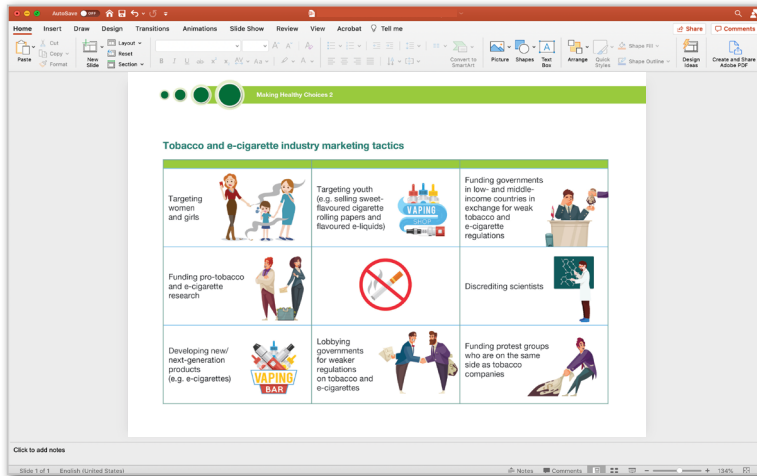 AutoSave OFF
Home Insert Draw Design Transitions Animations Slide Show Review View Acrobat Tell me
Share Comments
Paste
Cut
Copy
Format
New Slide
Layout
Reset
Section
Convert to SmartArt
Picture
Shapes
Text Box
Arrange
Quick Styles
Shape Fill
Shape Outline
Design Ideas
Create and Share Adobe PDF
Making Healthy Choices 2
Tobacco and e-cigarette industry marketing tactics
Targeting
women
and girls
Targeting youth
(e.g. selling sweet-
flavoured cigarette
rolling papers and
flavoured e-liquids)
VAPING
SHOP
Funding governments
in low- and middle-
income countries in
exchange for weak
tobacco and
e-cigarette
regulations
Funding pro-tobacco
and e-cigarette
research
Discrediting scientists
Developing new/
next-generation
products
(e.g. e-cigarettes)
VAPING
BAR
Lobbying
governments
for weaker
regulations
on tobacco and
e-cigarettes
Funding protest groups
who are on the same
side as tobacco
companies
Click to add notes
Slide 1 of 1 English (United States)
Notes Comments 134%